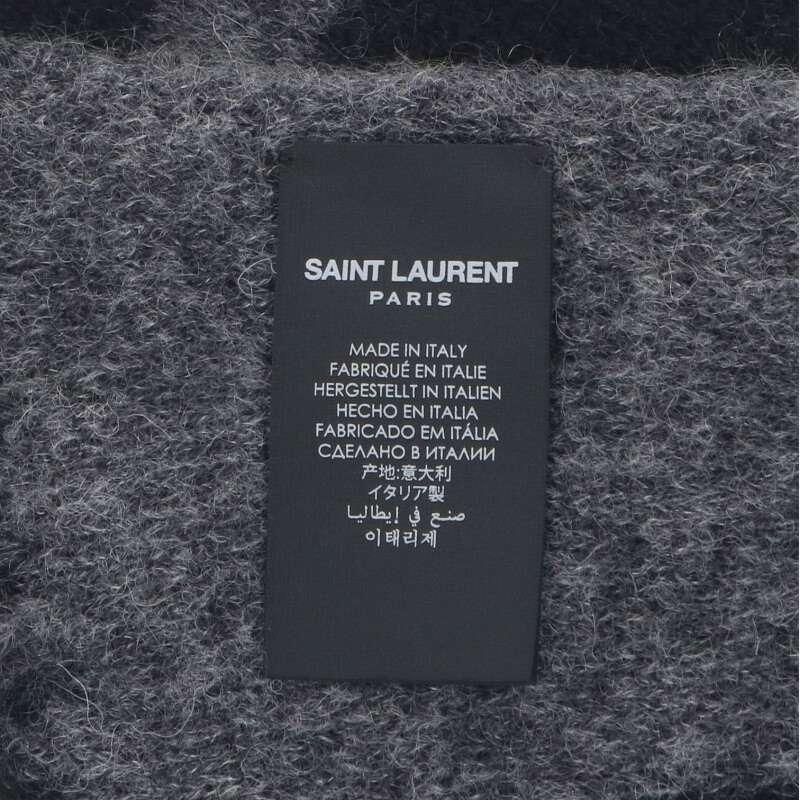 SAINT LAURENT
PARIS
MADE IN ITALY
FABRIQUÉ EN ITALIE
HERGESTELLT IN ITALIEN
HECHO EN ITALIA
FABRICADO EM ITÁLIA
СДЕЛАНО В ИТАЛИИ
产地:意大利
イタリア製
صنع في إيطاليا
이태리제